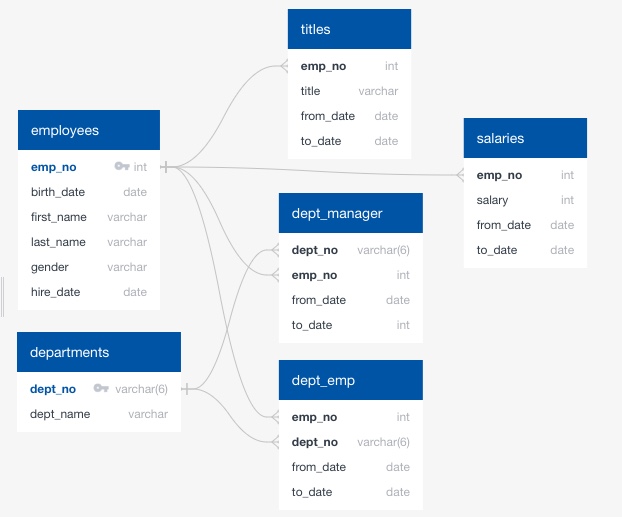 titles
emp_no int
title varchar
from_date date
to_date date
employees
emp_no int
birth_date date
first_name varchar
last_name varchar
gender varchar
hire_date date
salaries
emp_no int
salary int
from_date date
to_date date
dept_manager
dept_no varchar(6)
emp_no int
from_date date
to_date int
departments
dept_no varchar(6)
dept_name varchar
dept_emp
emp_no int
dept_no varchar(6)
from_date date
to_date date